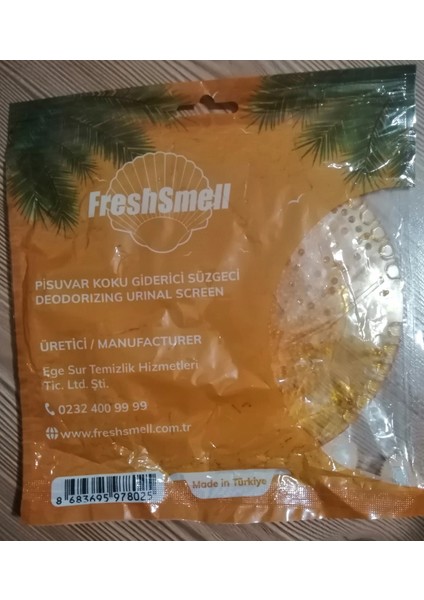 FreshSmell
PİSUVAR KOKU GİDERİCİ SÜZGECİ
DEODORIZING URINAL SCREEN
ÜRETİCİ / MANUFACTURER
Ege Sur Temizlik Hizmetleri
Tic. Ltd. Şti.
0232 400 99 99
www.freshsmell.com.tr
Made in Türkiye
8 683695 978025